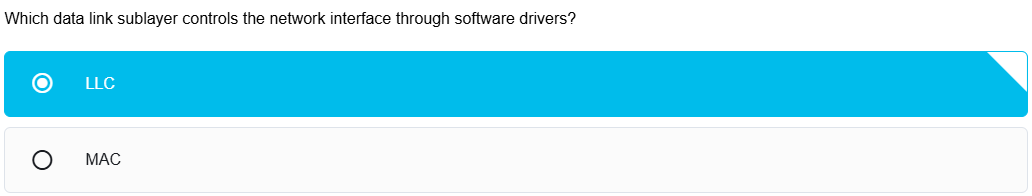 Which data link sublayer controls the network interface through software drivers?
LLC
MAC